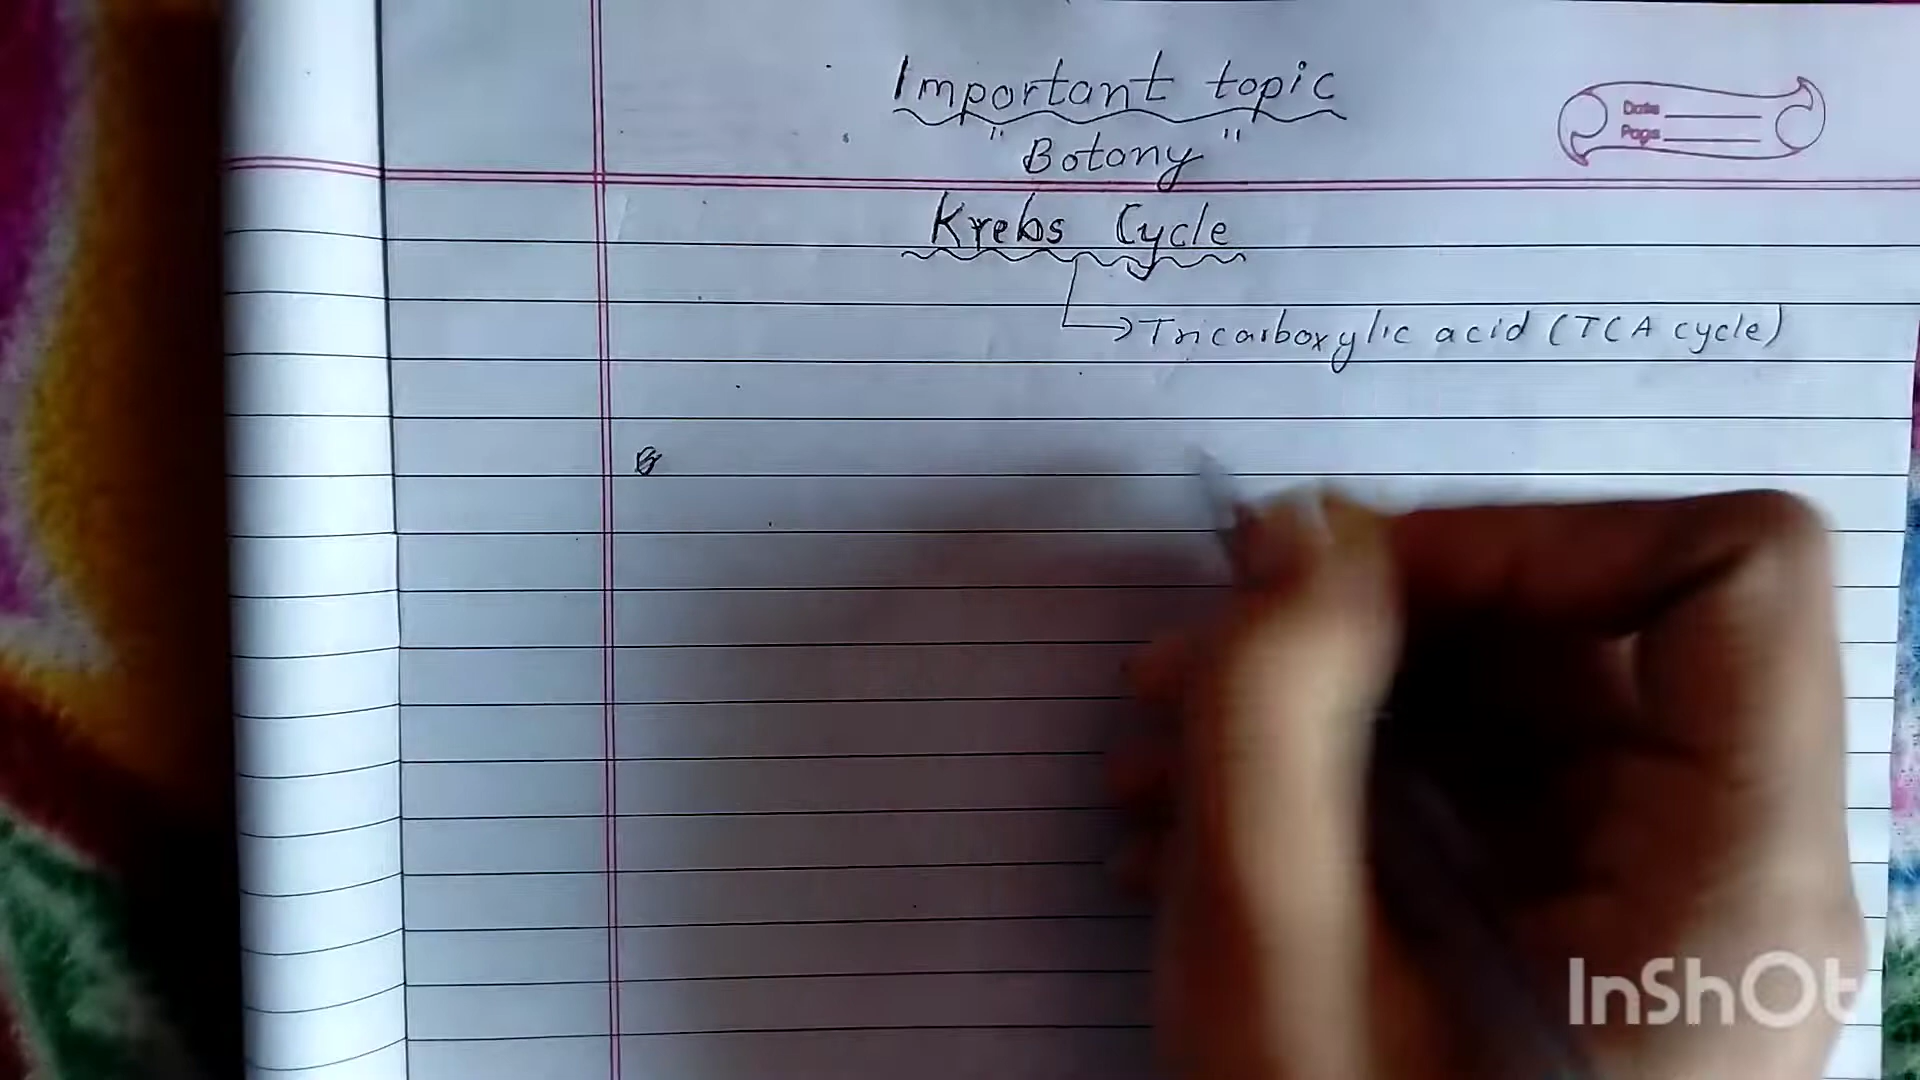 Important topic
"Botany"
Date
Page
Krebs Cycle
→Tricarboxylic acid (TCA cycle)
InShOt